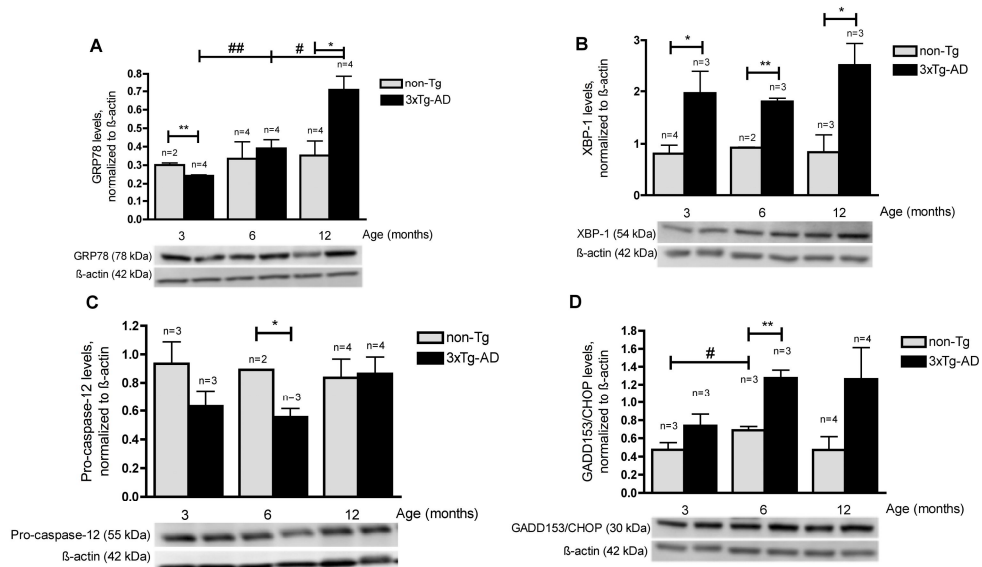 A
##
#
*
n=4
0.8
0.7
0.6
0.5
0.4
0.3
0.2
0.1
0.0
GRP78 levels,
normalized to ß-actin
**
n=2
n=4
n=4
n=4
n=4
non-Tg
3xTg-AD
3
6
12
Age (months)
GRP78 (78 kDa)
ß-actin (42 kDa)
B
3
2
1
0
XBP-1 levels,
normalized to ß-actin
*
n=3
n=4
**
n=3
n=2
*
n=3
n=3
non-Tg
3xTg-AD
3
6
12
Age (months)
XBP-1 (54 kDa)
ß-actin (42 kDa)
C
1.2
1.0
0.8
0.6
0.4
0.2
0.0
Pro-caspase-12 levels,
normalized to ß-actin
n=3
n=3
*
n=2
n=3
n=4
n=4
non-Tg
3xTg-AD
3
6
12
Age (months)
Pro-caspase-12 (55 kDa)
ß-actin (42 kDa)
D
1.8
1.6
1.4
1.2
1.0
0.8
0.6
0.4
0.2
0.0
GADD153/CHOP levels,
normalized to ß-actin
#
**
n=3
n=3
n=3
n=3
n=4
n=4
non-Tg
3xTg-AD
3
6
12
Age (months)
GADD153/CHOP (30 kDa)
ß-actin (42 kDa)